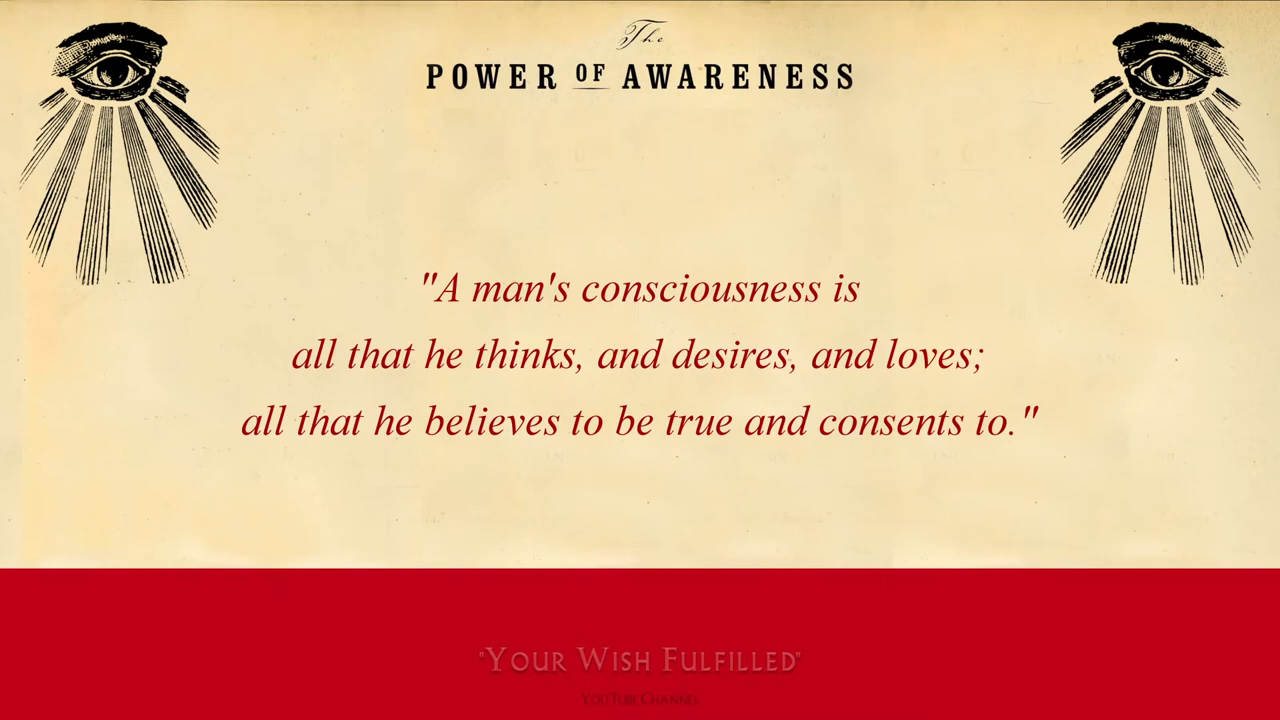 The
POWER OF AWARENESS
"A man's consciousness is
all that he thinks, and desires, and loves;
all that he believes to be true and consents to."
"Your Wish Fulfilled"
YouTube Channel